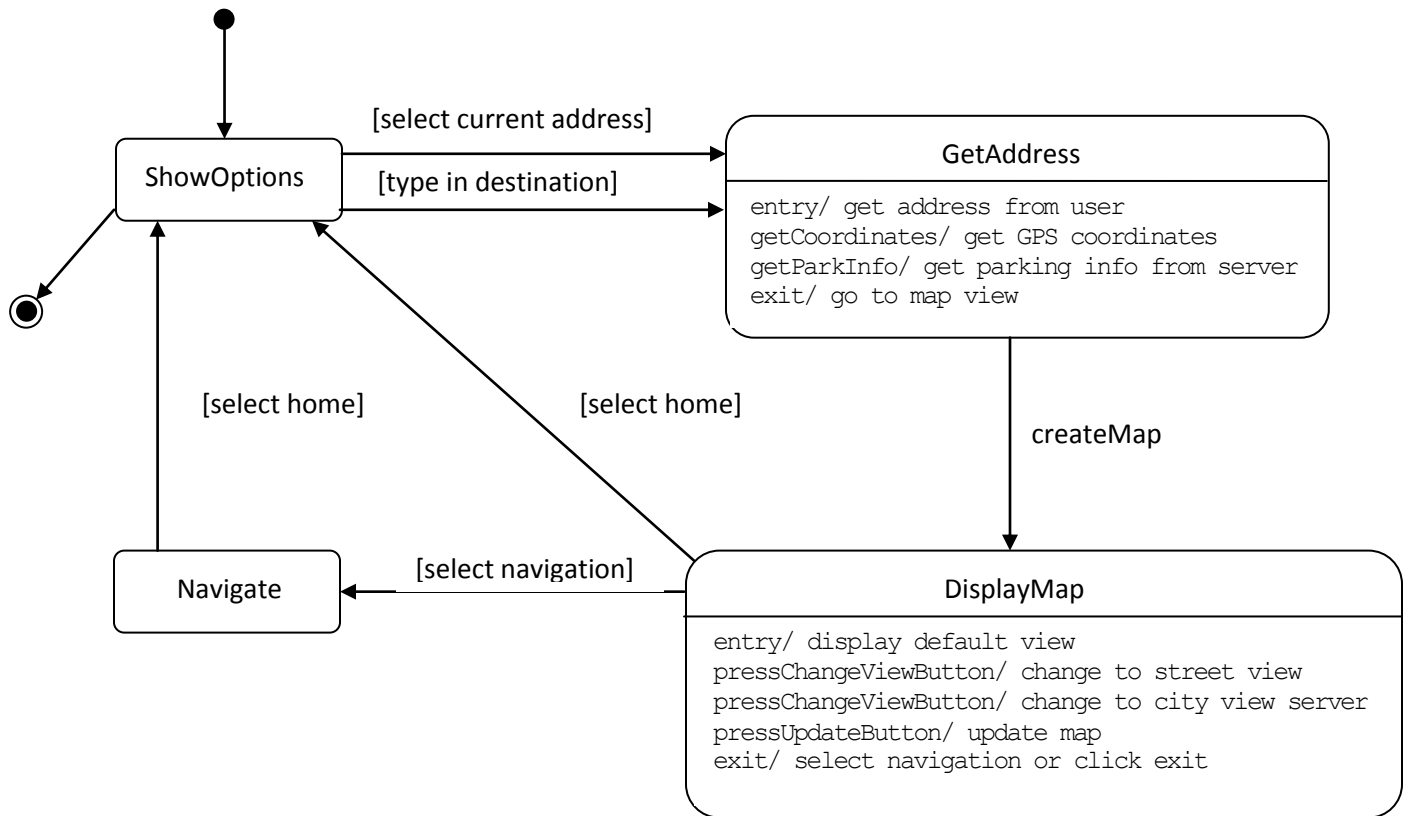 [select current address]
ShowOptions
[type in destination]
GetAddress
entry/ get address from user
getCoordinates/ get GPS coordinates
getParkInfo/ get parking info from server
exit/ go to map view
[select home]
[select home]
createMap
Navigate
[select navigation]
DisplayMap
entry/ display default view
pressChangeViewButton/ change to street view
pressChangeViewButton/ change to city view server
pressUpdateButton/ update map
exit/ select navigation or click exit